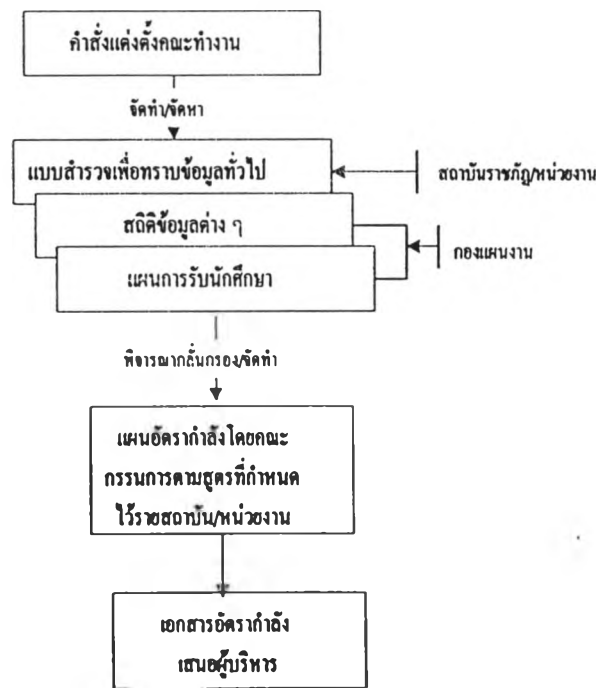 คำสั่งแต่งตั้งคณะทำงาน
จัดทำ/จัดหา
แบบสำรวจเพื่อทราบข้อมูลทั่วไป
สถาบันราชภัฏ/หน่วยงาน
สถิติข้อมูลต่าง ๆ
กองแผนงาน
แผนการรับนักศึกษา
พิจารณากลั่นกรอง/จัดทำ
แผนอัตรากำลังโดยคณะ
กรรมการตามสูตรที่กำหนด
ไว้รายสถาบัน/หน่วยงาน
เอกสารอัตรากำลัง
เสนอผู้บริหาร